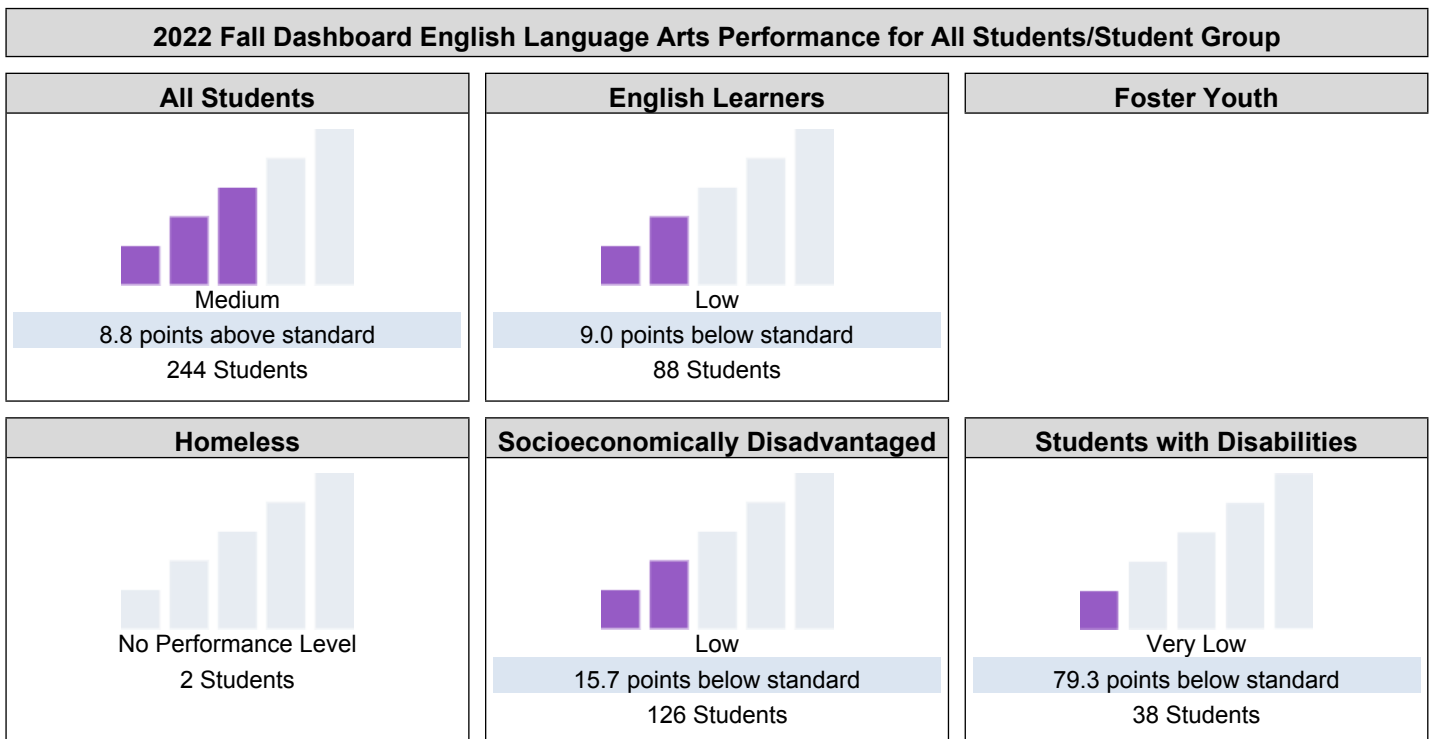 2022 Fall Dashboard English Language Arts Performance for All Students/Student Group
All Students
Medium
8.8 points above standard
244 Students
English Learners
Low
9.0 points below standard
88 Students
Foster Youth
Homeless
No Performance Level
2 Students
Socioeconomically Disadvantaged
Low
15.7 points below standard
126 Students
Students with Disabilities
Very Low
79.3 points below standard
38 Students